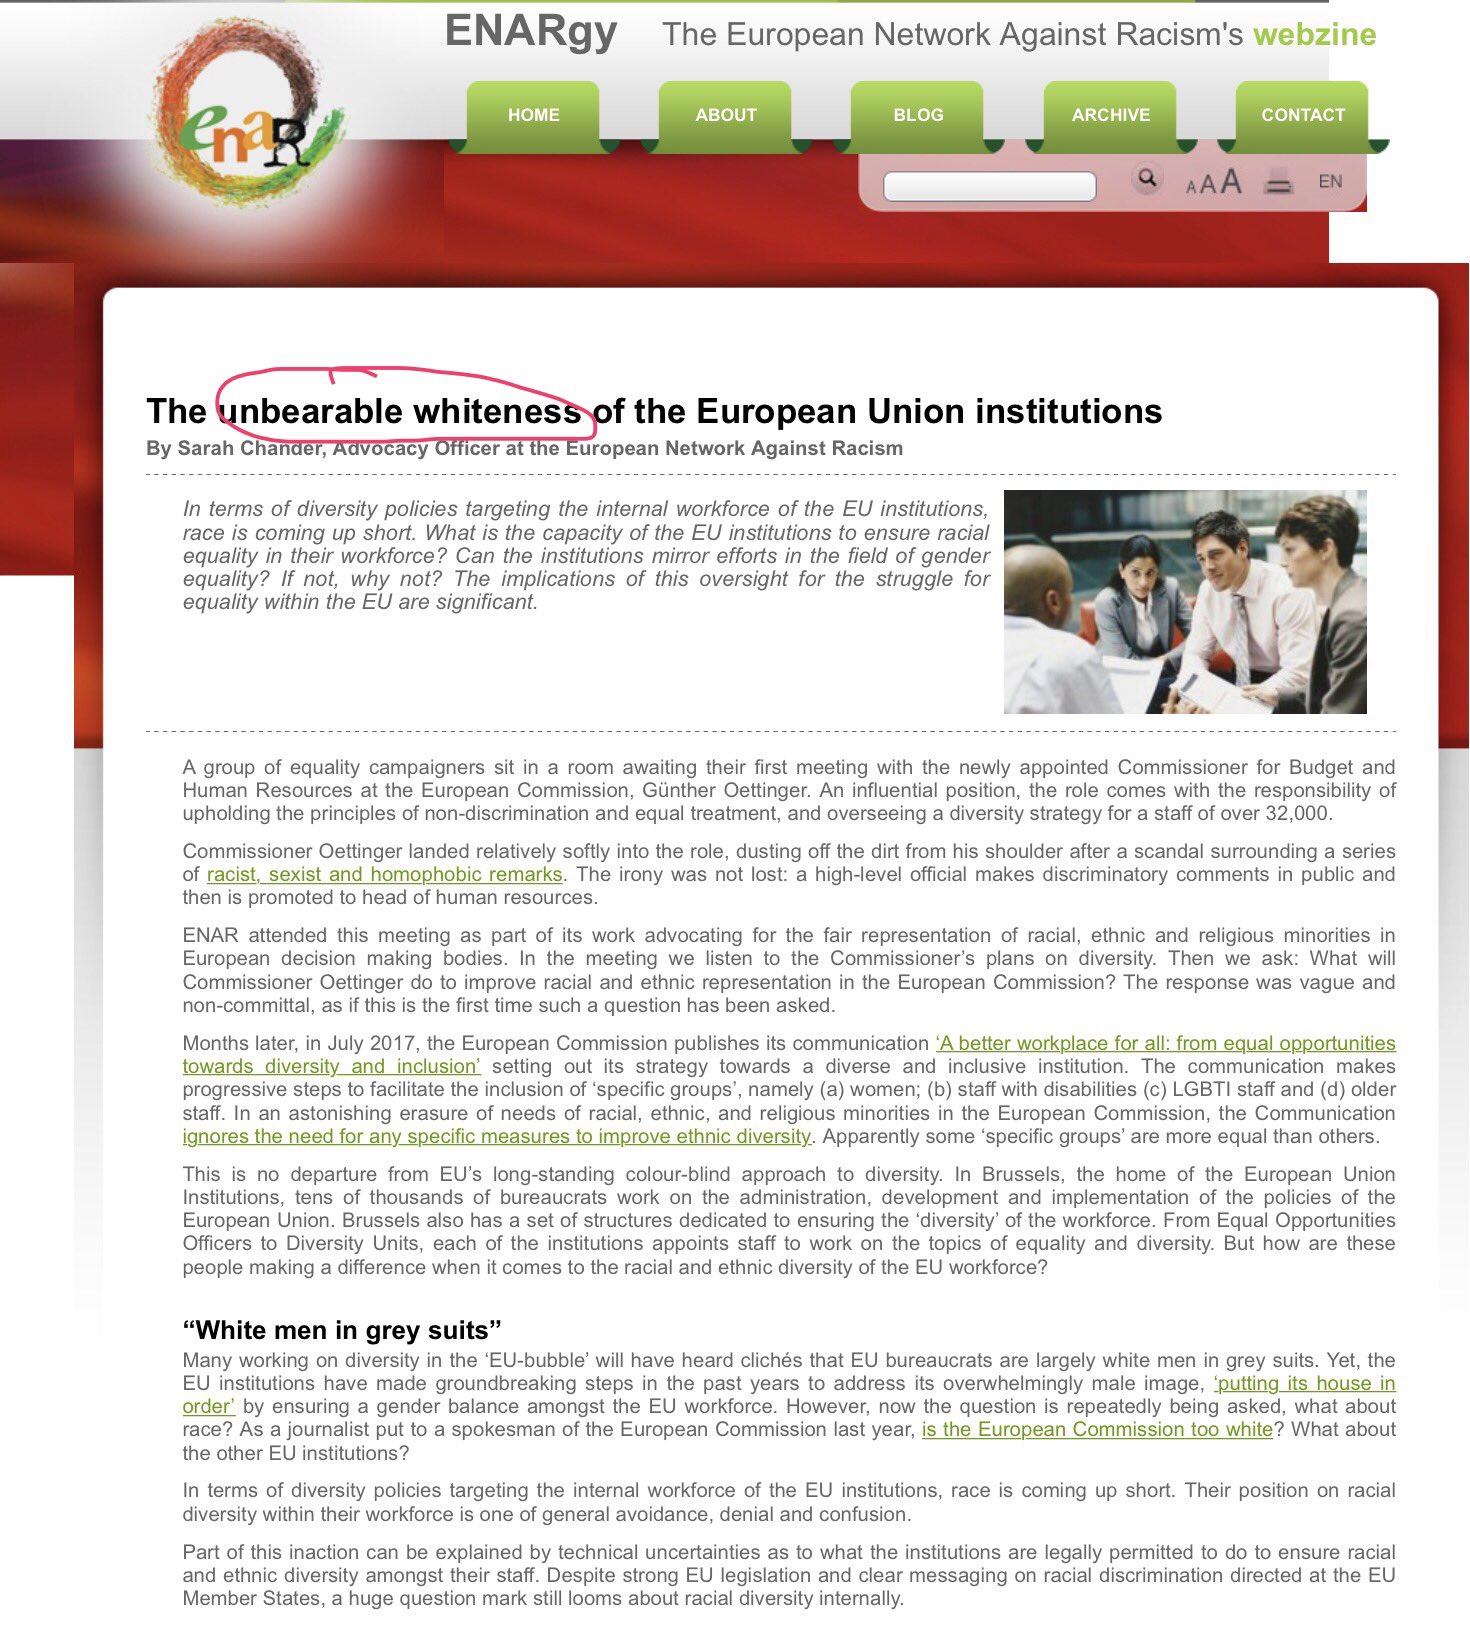 ENARgy The European Network Against Racism's webzine
enaR
HOME ABOUT BLOG ARCHIVE CONTACT
A A A EN
The unbearable whiteness of the European Union institutions
By Sarah Chander, Advocacy Officer at the European Network Against Racism
In terms of diversity policies targeting the internal workforce of the EU institutions,
race is coming up short. What is the capacity of the EU institutions to ensure racial
equality in their workforce? Can the institutions mirror efforts in the field of gender
equality? If not, why not? The implications of this oversight for the struggle for
equality within the EU are significant.
A group of equality campaigners sit in a room awaiting their first meeting with the newly appointed Commissioner for Budget and
Human Resources at the European Commission, Günther Oettinger. An influential position, the role comes with the responsibility of
upholding the principles of non-discrimination and equal treatment, and overseeing a diversity strategy for a staff of over 32,000.
Commissioner Oettinger landed relatively softly into the role, dusting off the dirt from his shoulder after a scandal surrounding a series
of racist, sexist and homophobic remarks. The irony was not lost: a high-level official makes discriminatory comments in public and
then is promoted to head of human resources.
ENAR attended this meeting as part of its work advocating for the fair representation of racial, ethnic and religious minorities in
European decision making bodies. In the meeting we listen to the Commissioner’s plans on diversity. Then we ask: What will
Commissioner Oettinger do to improve racial and ethnic representation in the European Commission? The response was vague and
non-committal, as if this is the first time such a question has been asked.
Months later, in July 2017, the European Commission publishes its communication ‘A better workplace for all: from equal opportunities
towards diversity and inclusion’ setting out its strategy towards a diverse and inclusive institution. The communication makes
progressive steps to facilitate the inclusion of ‘specific groups’, namely (a) women; (b) staff with disabilities (c) LGBTI staff and (d) older
staff. In an astonishing erasure of needs of racial, ethnic, and religious minorities in the European Commission, the Communication
ignores the need for any specific measures to improve ethnic diversity. Apparently some ‘specific groups’ are more equal than others.
This is no departure from EU’s long-standing colour-blind approach to diversity. In Brussels, the home of the European Union
Institutions, tens of thousands of bureaucrats work on the administration, development and implementation of the policies of the
European Union. Brussels also has a set of structures dedicated to ensuring the ‘diversity’ of the workforce. From Equal Opportunities
Officers to Diversity Units, each of the institutions appoints staff to work on the topics of equality and diversity. But how are these
people making a difference when it comes to the racial and ethnic diversity of the EU workforce?
“White men in grey suits”
Many working on diversity in the ‘EU-bubble’ will have heard clichés that EU bureaucrats are largely white men in grey suits. Yet, the
EU institutions have made groundbreaking steps in the past years to address its overwhelmingly male image, ‘putting its house in
order’ by ensuring a gender balance amongst the EU workforce. However, now the question is repeatedly being asked, what about
race? As a journalist put to a spokesman of the European Commission last year, is the European Commission too white? What about
the other EU institutions?
In terms of diversity policies targeting the internal workforce of the EU institutions, race is coming up short. Their position on racial
diversity within their workforce is one of general avoidance, denial and confusion.
Part of this inaction can be explained by technical uncertainties as to what the institutions are legally permitted to do to ensure racial
and ethnic diversity amongst their staff. Despite strong EU legislation and clear messaging on racial discrimination directed at the EU
Member States, a huge question mark still looms about racial diversity internally.